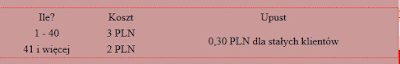 Ile? Koszt Upust
1 - 40 3 PLN
0,30 PLN dla stałych klientów
41 i więcej 2 PLN